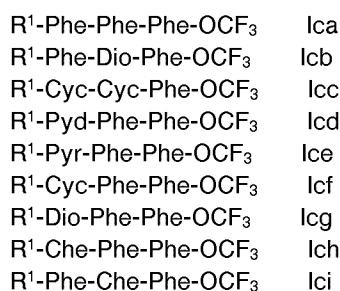 R¹-Phe-Phe-Phe-OCF₃ Ica
R¹-Phe-Dio-Phe-OCF₃ Icb
R¹-Cyc-Cyc-Phe-OCF₃ Icc
R¹-Pyd-Phe-Phe-OCF₃ Icd
R¹-Pyr-Phe-Phe-OCF₃ Ice
R¹-Cyc-Phe-Phe-OCF₃ Icf
R¹-Dio-Phe-Phe-OCF₃ Icg
R¹-Che-Phe-Phe-OCF₃ Ich
R¹-Phe-Che-Phe-OCF₃ Ici